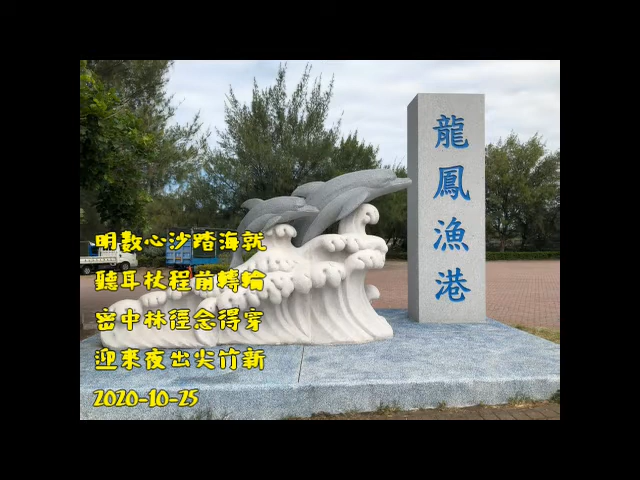 龍鳳漁港
明數心沙踏海就
聽耳杖程前轉輪
密中林徑念得穿
迎來夜出尖竹新
2020-10-25